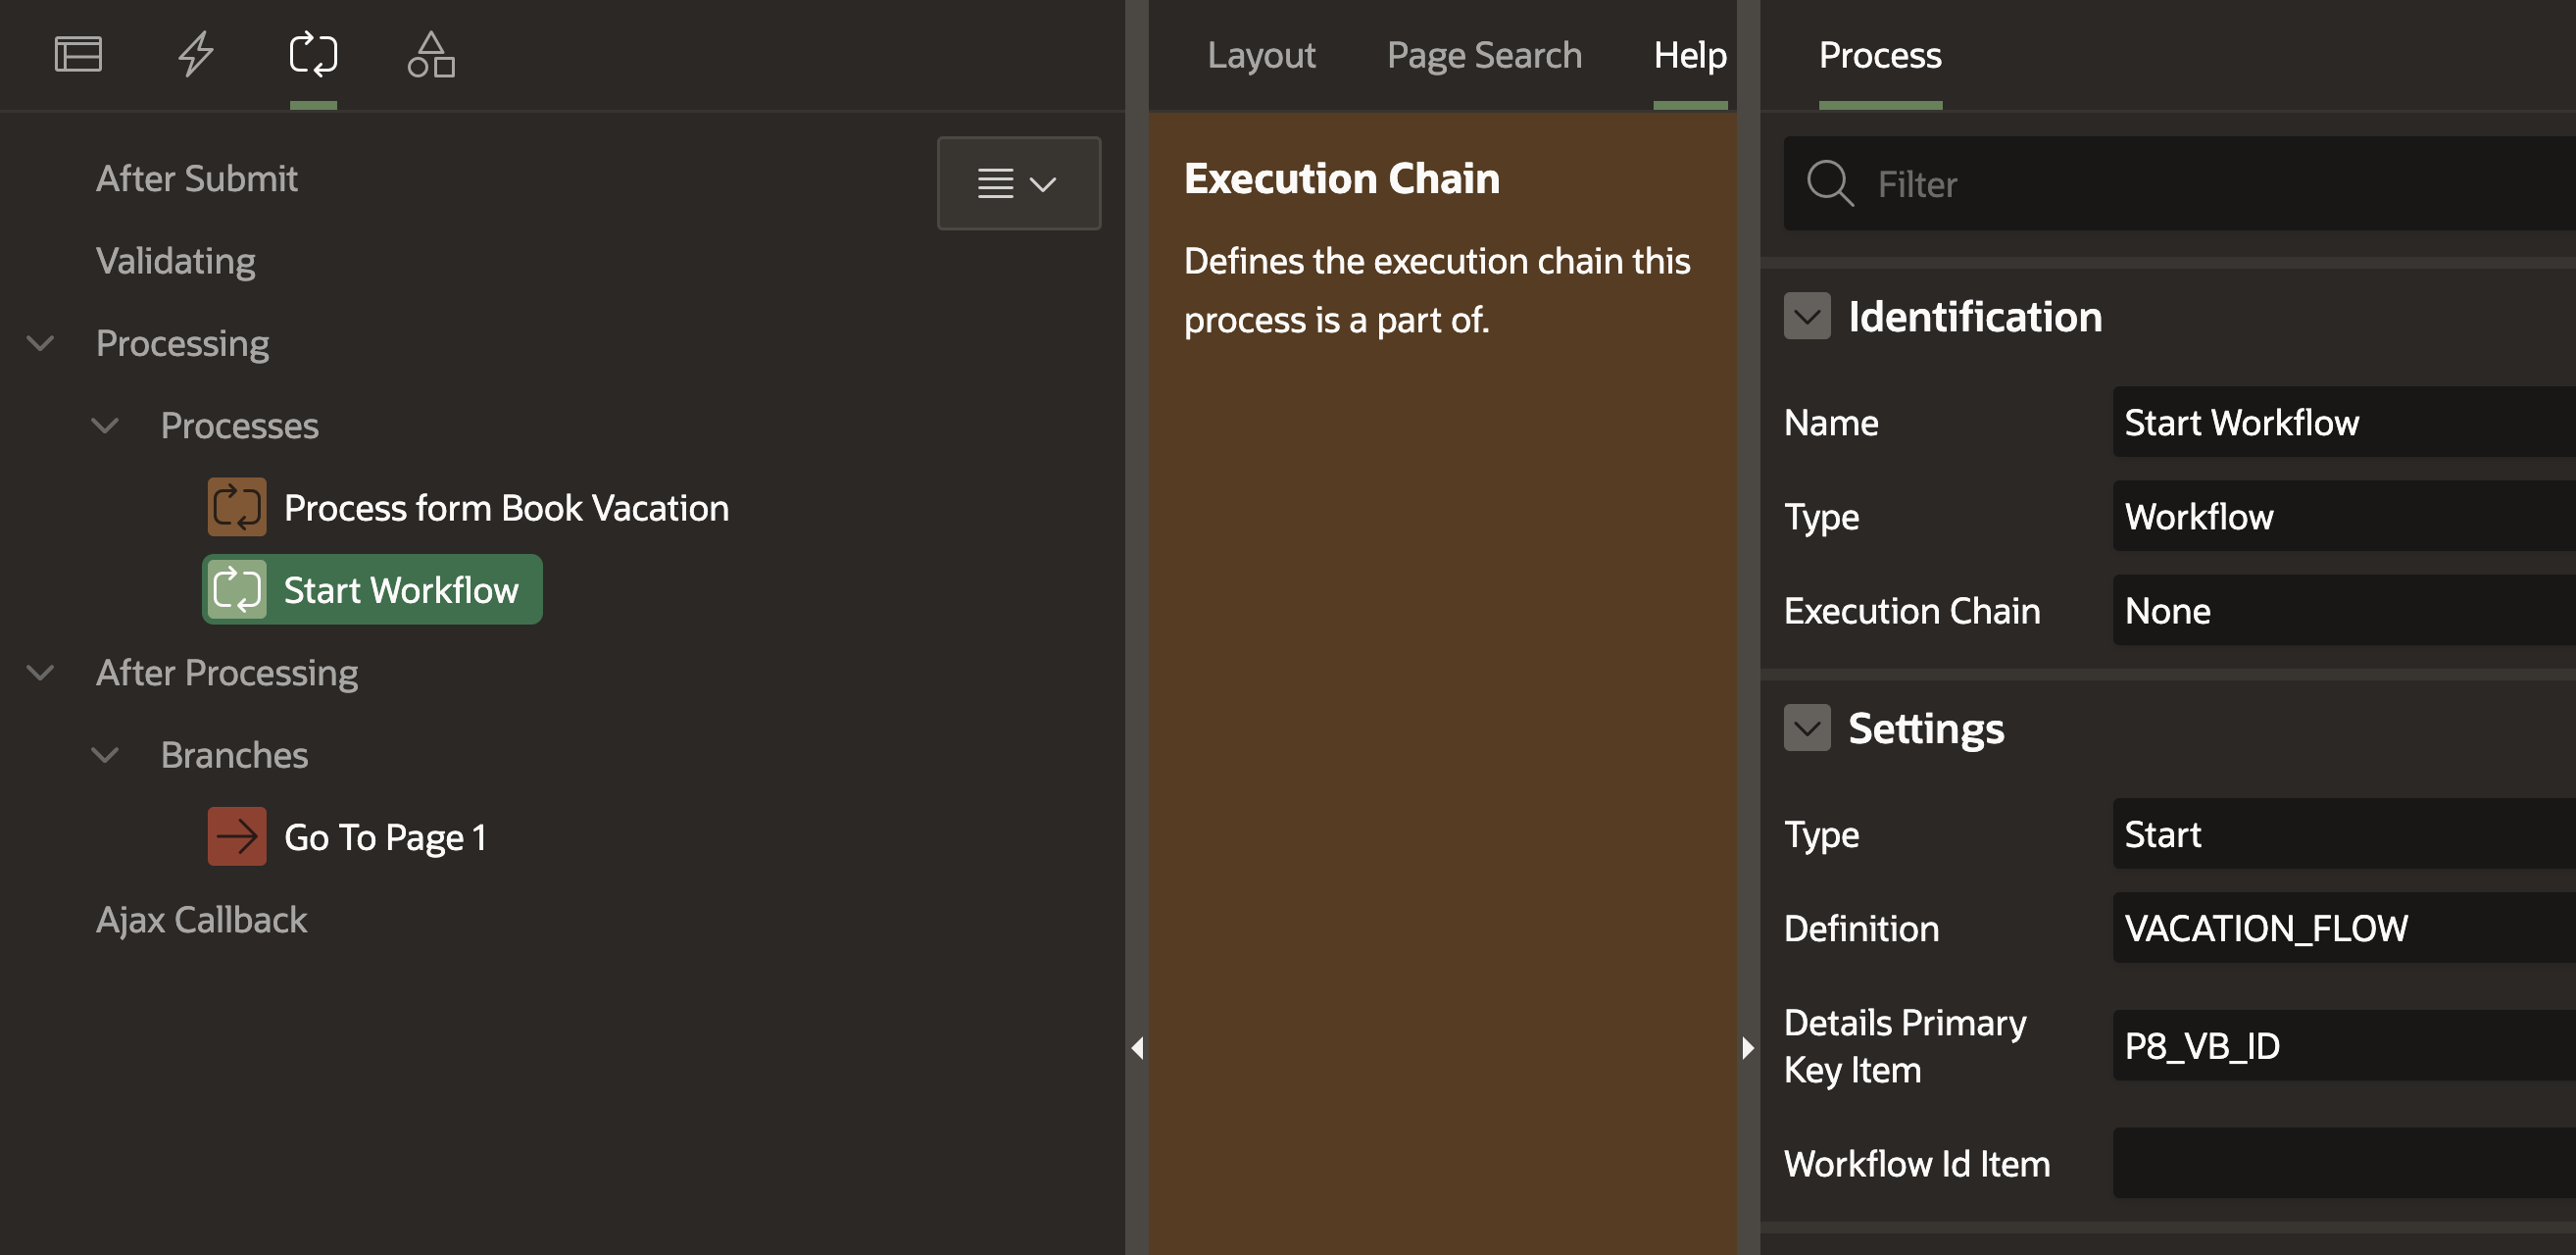 After Submit
Validating
Processing
Processes
Process form Book Vacation
Start Workflow
After Processing
Branches
Go To Page 1
Ajax Callback
Layout
Page Search
Help
Execution Chain
Defines the execution chain this
process is a part of.
Process
Filter
Identification
Name
Start Workflow
Type
Workflow
Execution Chain
None
Settings
Type
Start
Definition
VACATION_FLOW
Details Primary
Key Item
P8_VB_ID
Workflow Id Item